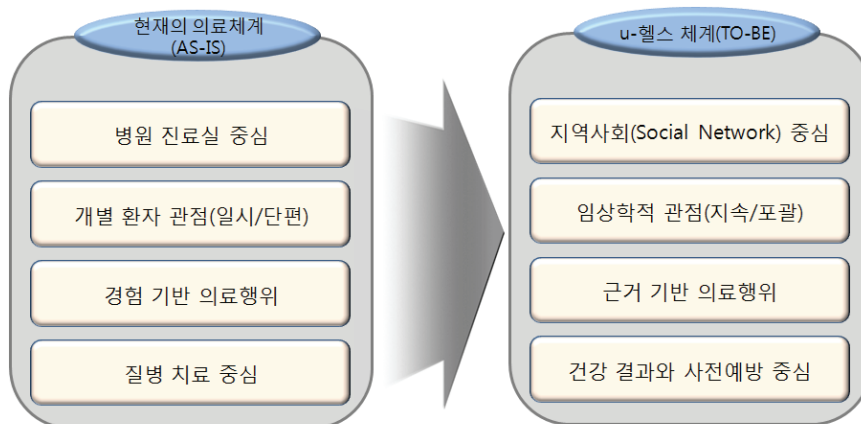 현재의 의료체계
(AS-IS)
병원 진료실 중심
개별 환자 관점(일시/단편)
경험 기반 의료행위
질병 치료 중심
u-헬스 체계(TO-BE)
지역사회(Social Network) 중심
임상학적 관점(지속/포괄)
근거 기반 의료행위
건강 결과와 사전예방 중심